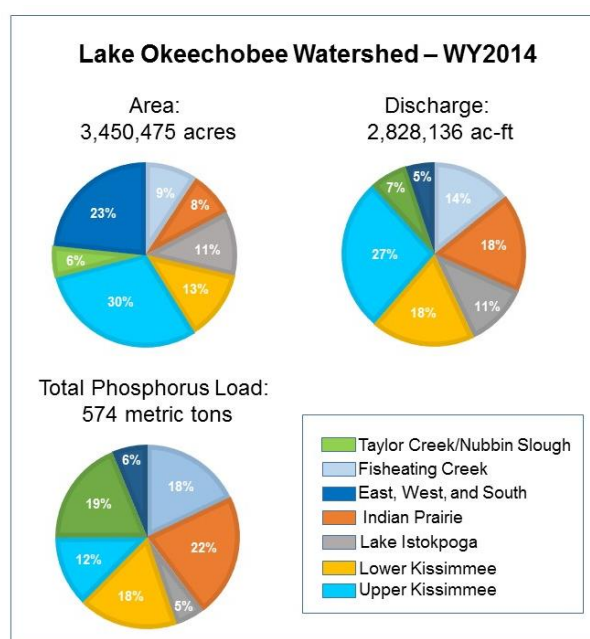 Lake Okeechobee Watershed – WY2014
Area:
3,450,475 acres
9%
8%
11%
13%
30%
6%
23%
Discharge:
2,828,136 ac-ft
14%
18%
11%
18%
27%
7%
5%
Total Phosphorus Load:
574 metric tons
18%
22%
5%
18%
12%
19%
6%
Taylor Creek/Nubbin Slough
Fisheating Creek
East, West, and South
Indian Prairie
Lake Istokpoga
Lower Kissimmee
Upper Kissimmee